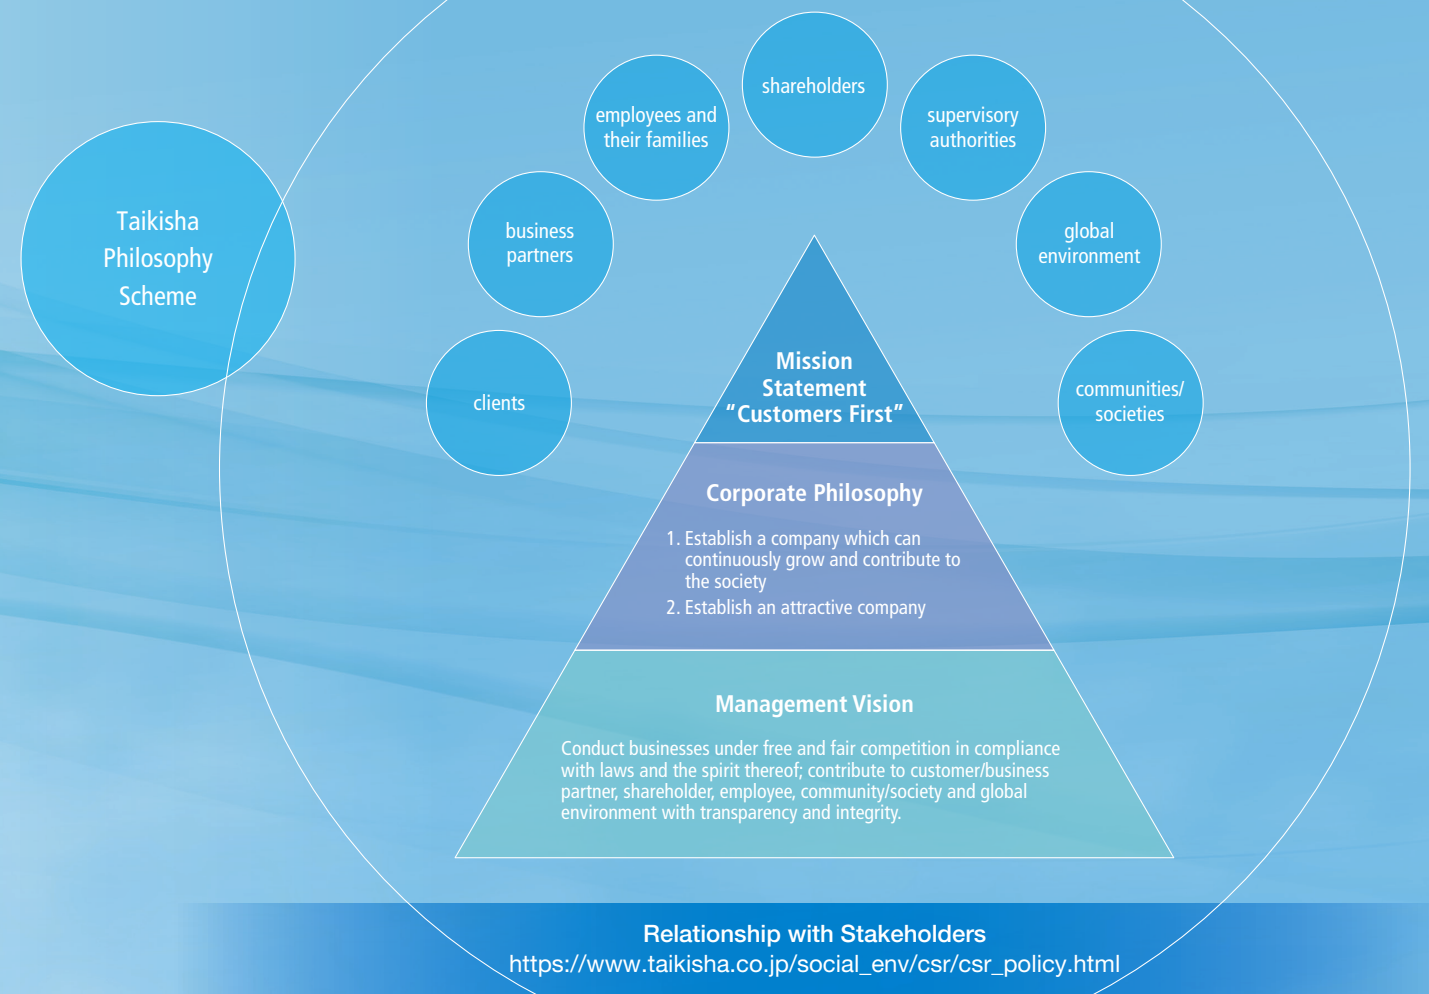 Taikisha
Philosophy
Scheme
clients
business
partners
employees and
their families
shareholders
supervisory
authorities
global
environment
communities/
societies
Mission
Statement
“Customers First”
Corporate Philosophy
1. Establish a company which can
continuously grow and contribute to
the society
2. Establish an attractive company
Management Vision
Conduct businesses under free and fair competition in compliance
with laws and the spirit thereof; contribute to customer/business
partner, shareholder, employee, community/society and global
environment with transparency and integrity.
Relationship with Stakeholders
https://www.taikisha.co.jp/social_env/csr/csr_policy.html